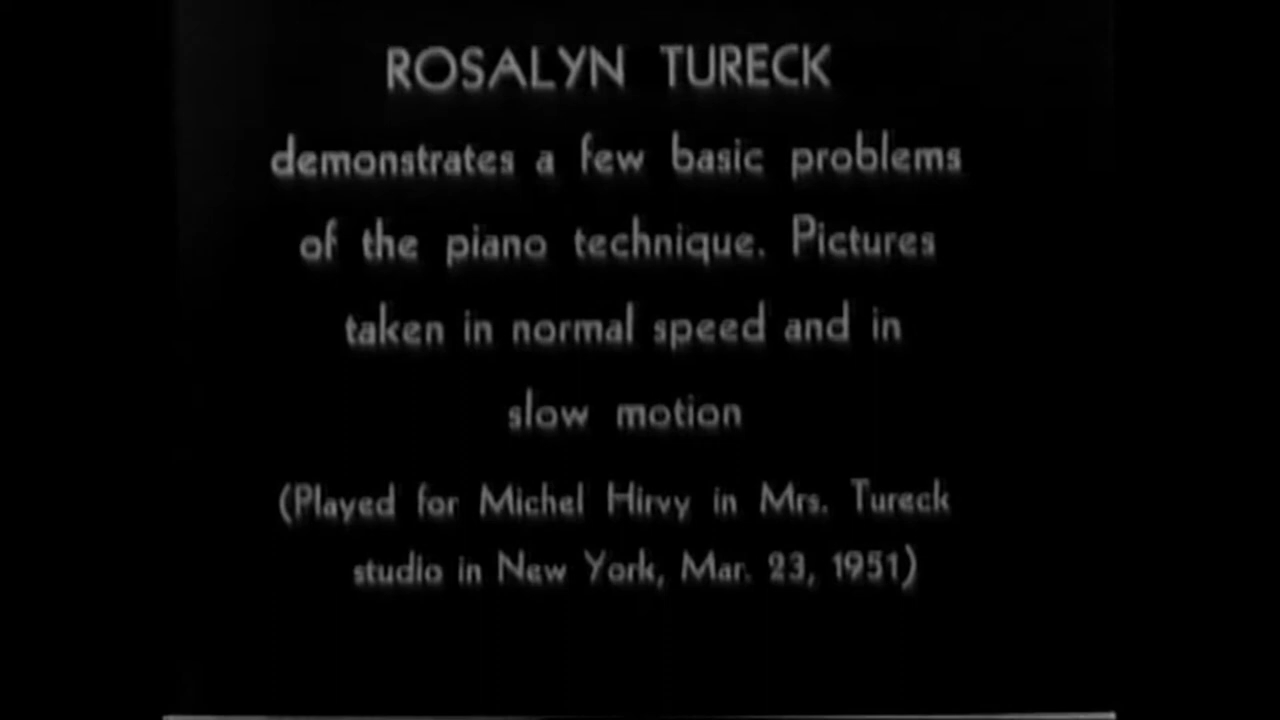 ROSALYN TURECK
demonstrates a few basic problems
of the piano technique. Pictures
taken in normal speed and in
slow motion
(Played for Michel Hirvy in Mrs. Tureck
studio in New York, Mar. 23, 1951)